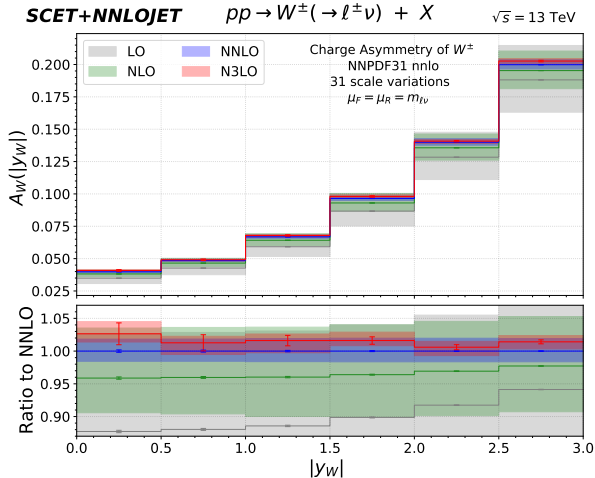 SCET+NNLOJET pp → W±(→ ℓ±ν) + X √s = 13 TeV
LO NNLO
NLO N3LO
Charge Asymmetry of W±
NNPDF31 nnlo
31 scale variations
μF = μR = mℓν
AW(|yW|)
0.200
0.175
0.150
0.125
0.100
0.075
0.050
0.025
Ratio to NNLO
1.05
1.00
0.95
0.90
0.0 0.5 1.0 1.5 2.0 2.5 3.0
|yW|